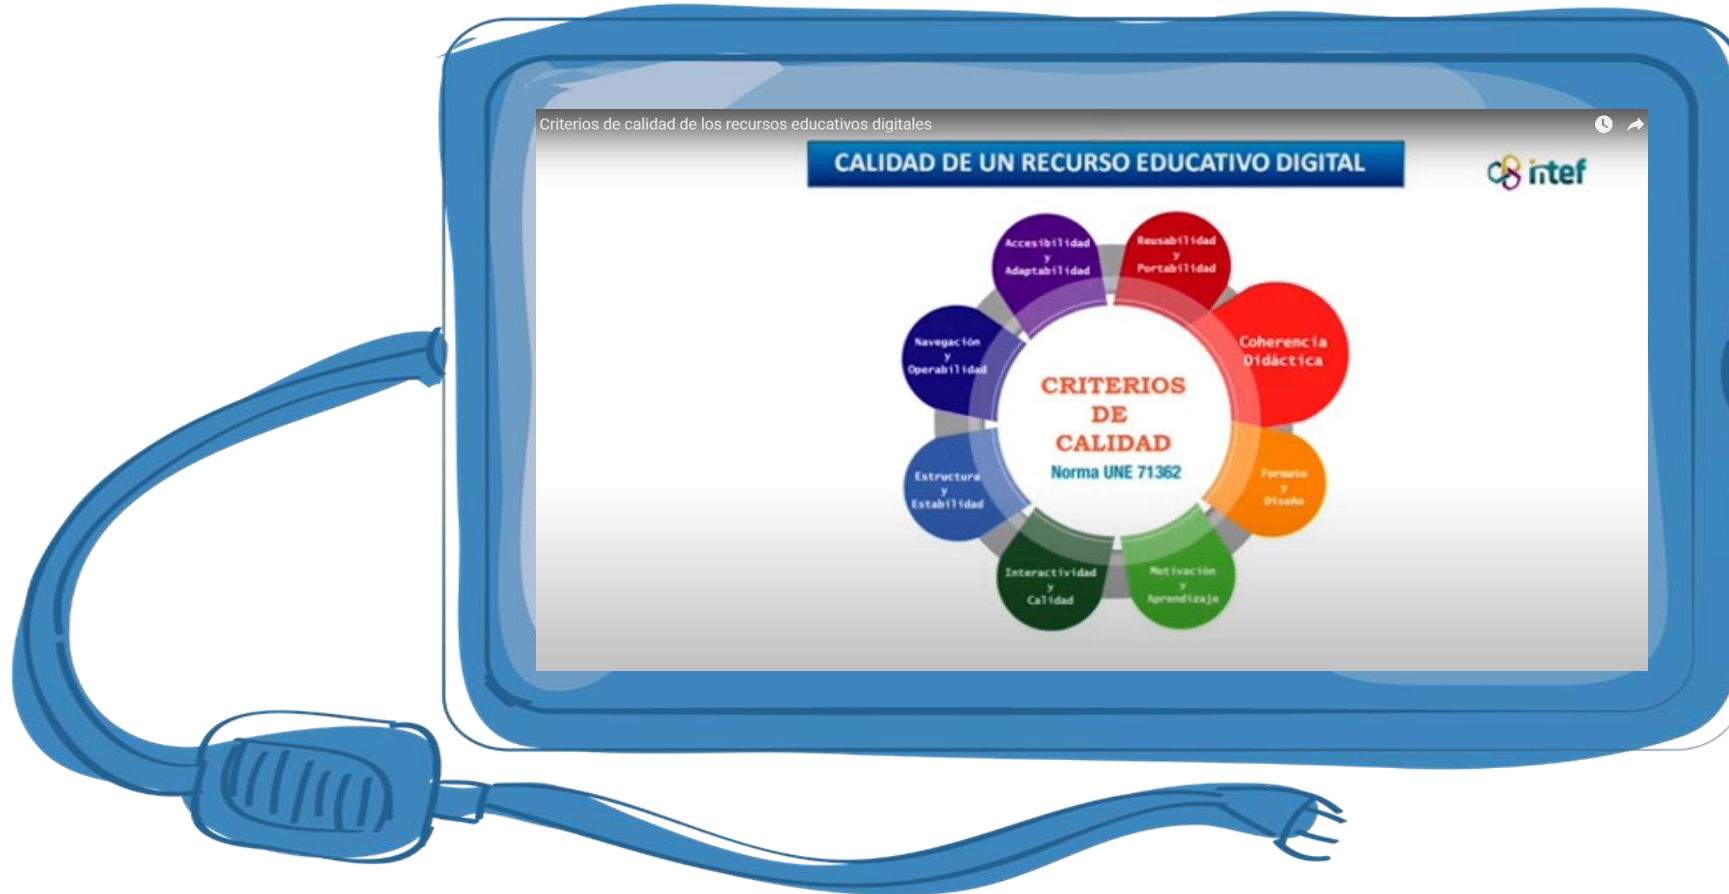 Criterios de calidad de los recursos educativos digitales
CALIDAD DE UN RECURSO EDUCATIVO DIGITAL
intef
Accesibilidad
y
Adaptabilidad
Reusabilidad
y
Portabilidad
Coherencia
Didáctica
Formato
y
Diseño
Motivación
y
Aprendizaje
Interactividad
y
Calidad
Estructura
y
Estabilidad
Navegación
y
Operabilidad
CRITERIOS
DE
CALIDAD
Norma UNE 71362